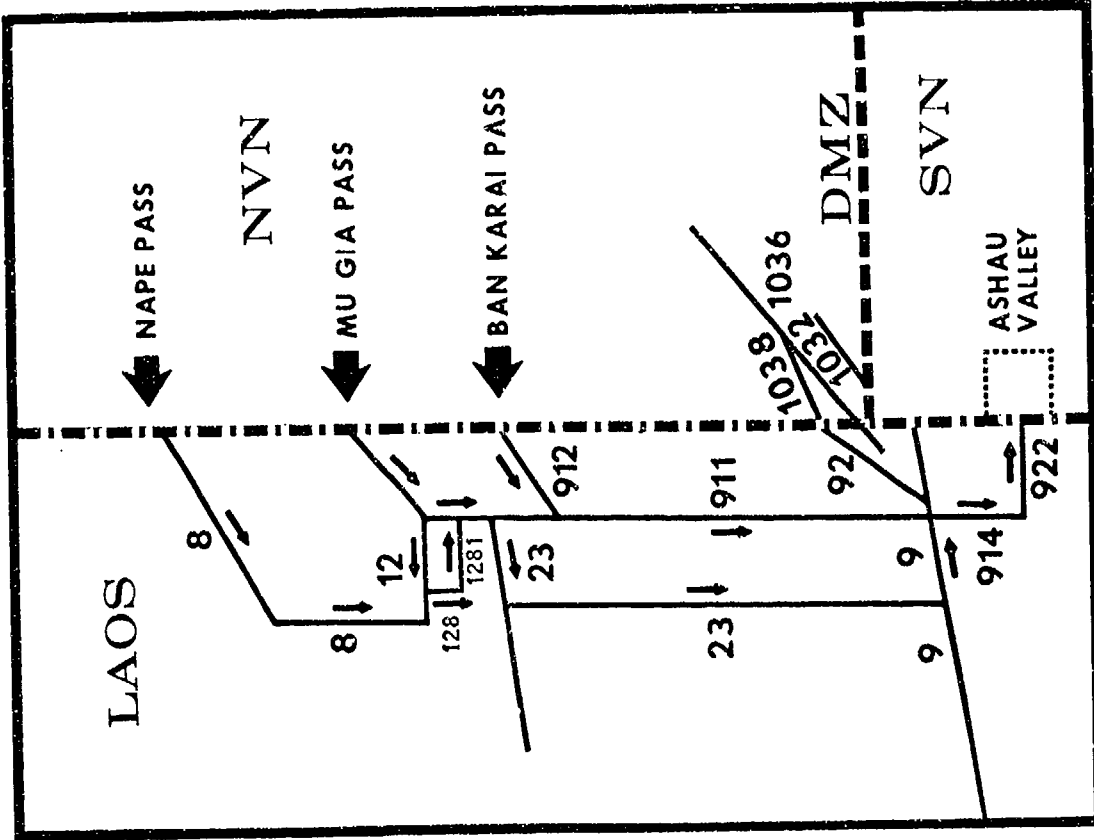 NAPE PASS
NVN
MU GIA PASS
BAN KARAI PASS
LAOS
8
8
12
128
1281
23
912
23
911
1038
1036
1032
92
DMZ
SVN
9
9
914
922
ASHAU
VALLEY